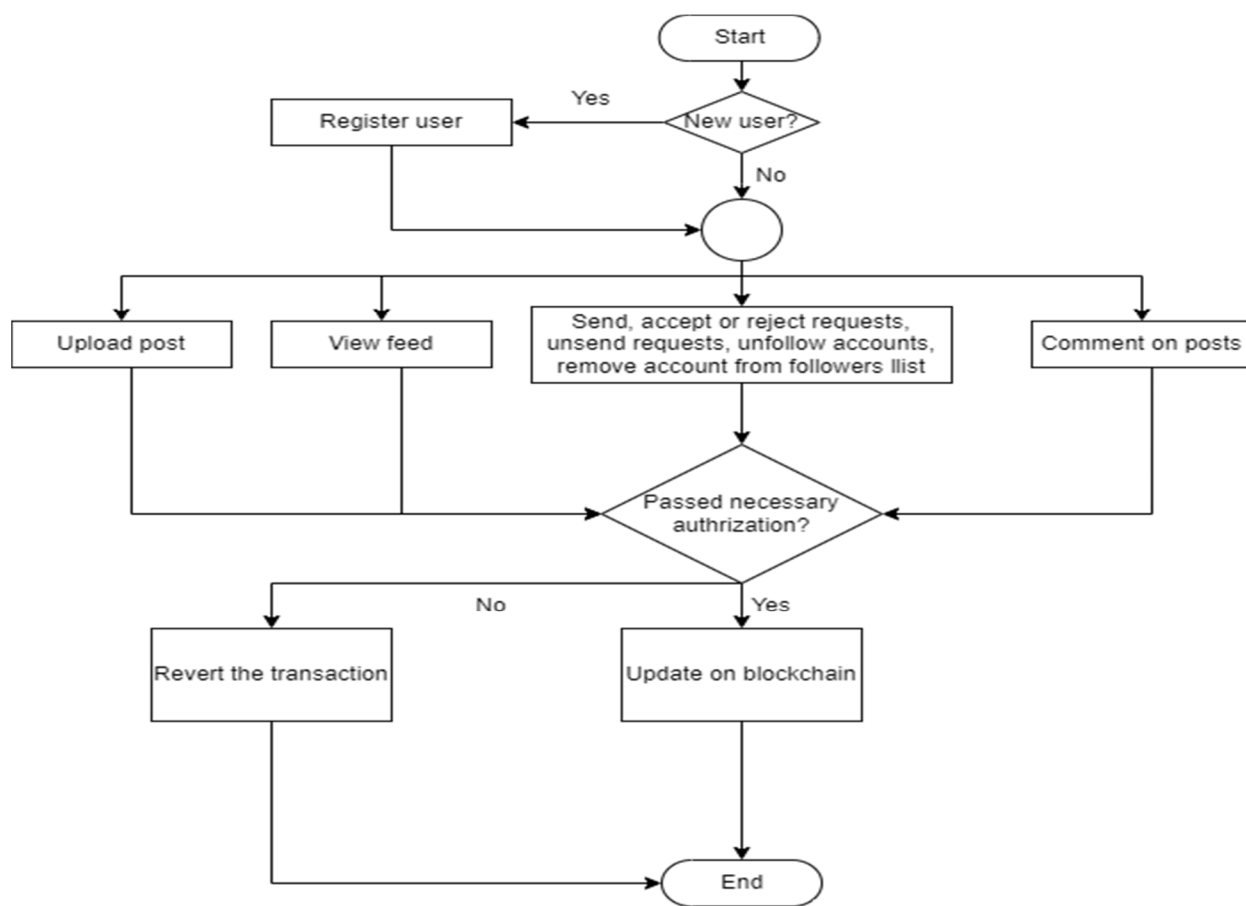 Start
Yes
New user?
Register user
No
Upload post
View feed
Send, accept or reject requests,
unsend requests, unfollow accounts,
remove account from followers llist
Comment on posts
Passed necessary
authrization?
No
Yes
Revert the transaction
Update on blockchain
End